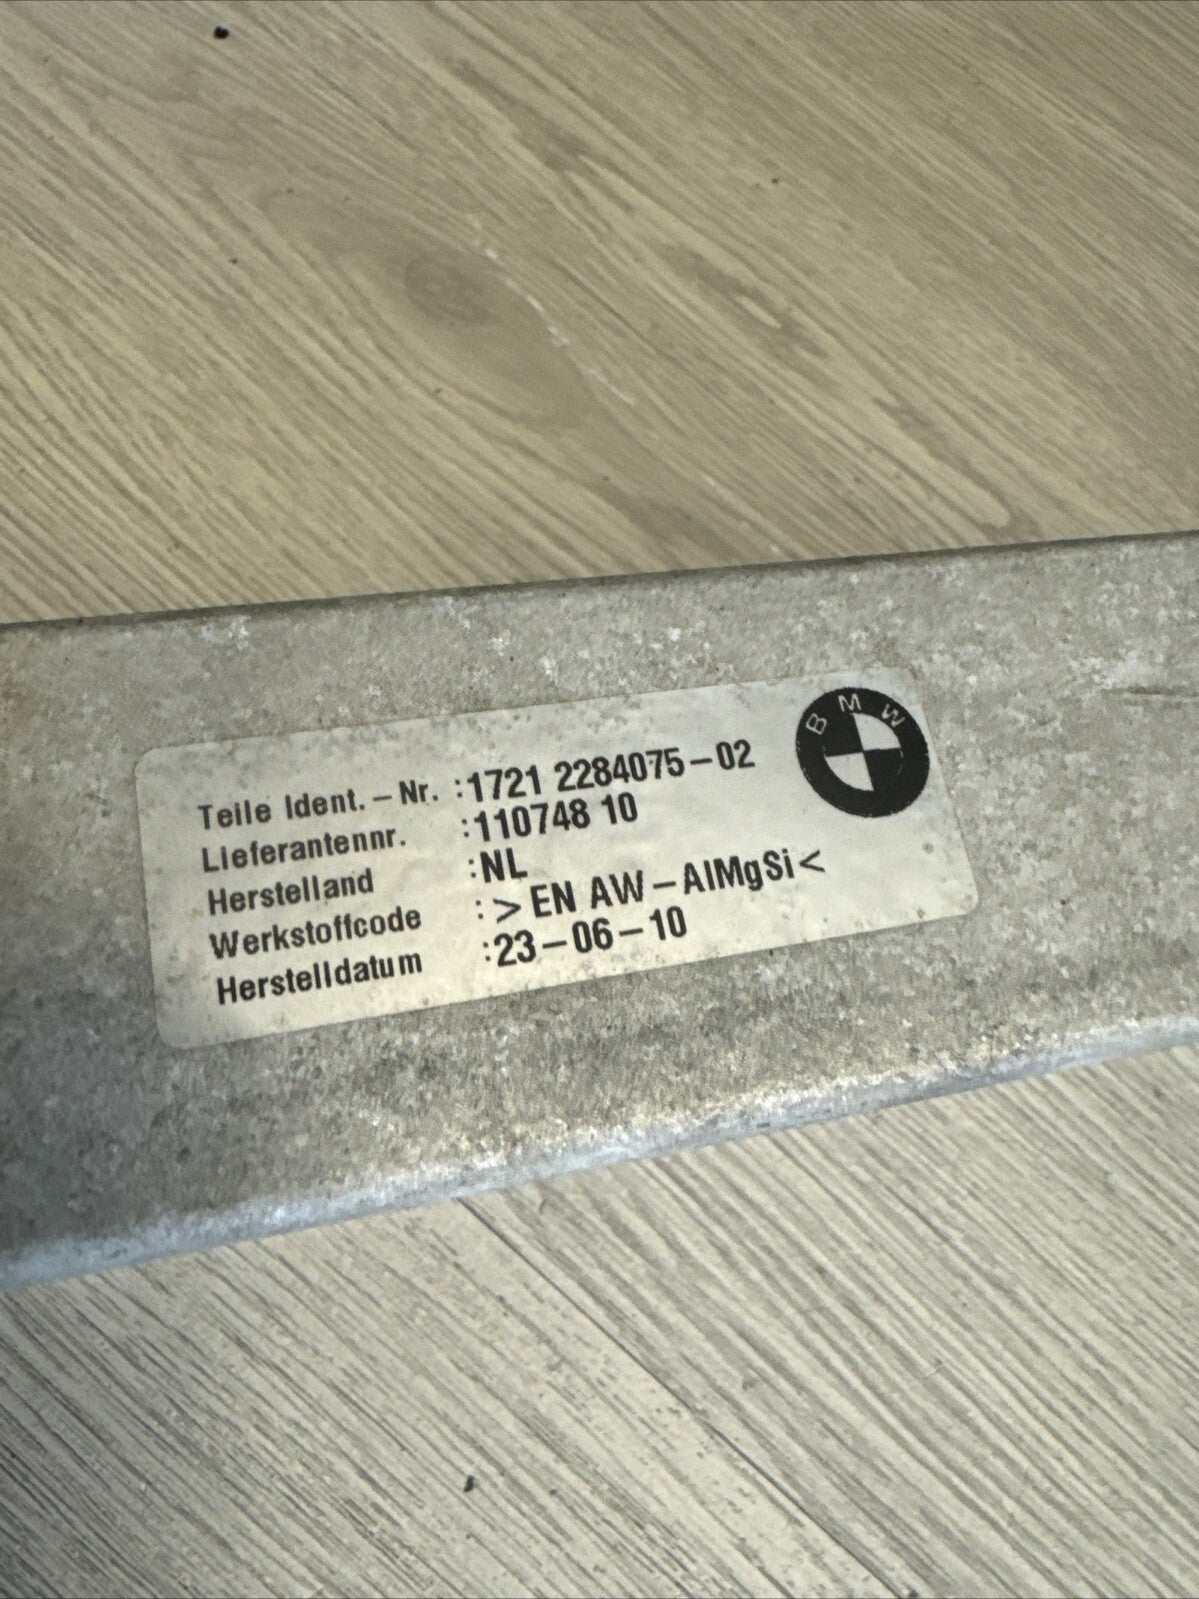 BMW
Teile Ident.-Nr. :1721 2284075-02
Lieferantennr. :110748 10
Herstelland :NL
Werkstoffcode :>EN AW-AlMgSi<
Herstelldatum :23-06-10